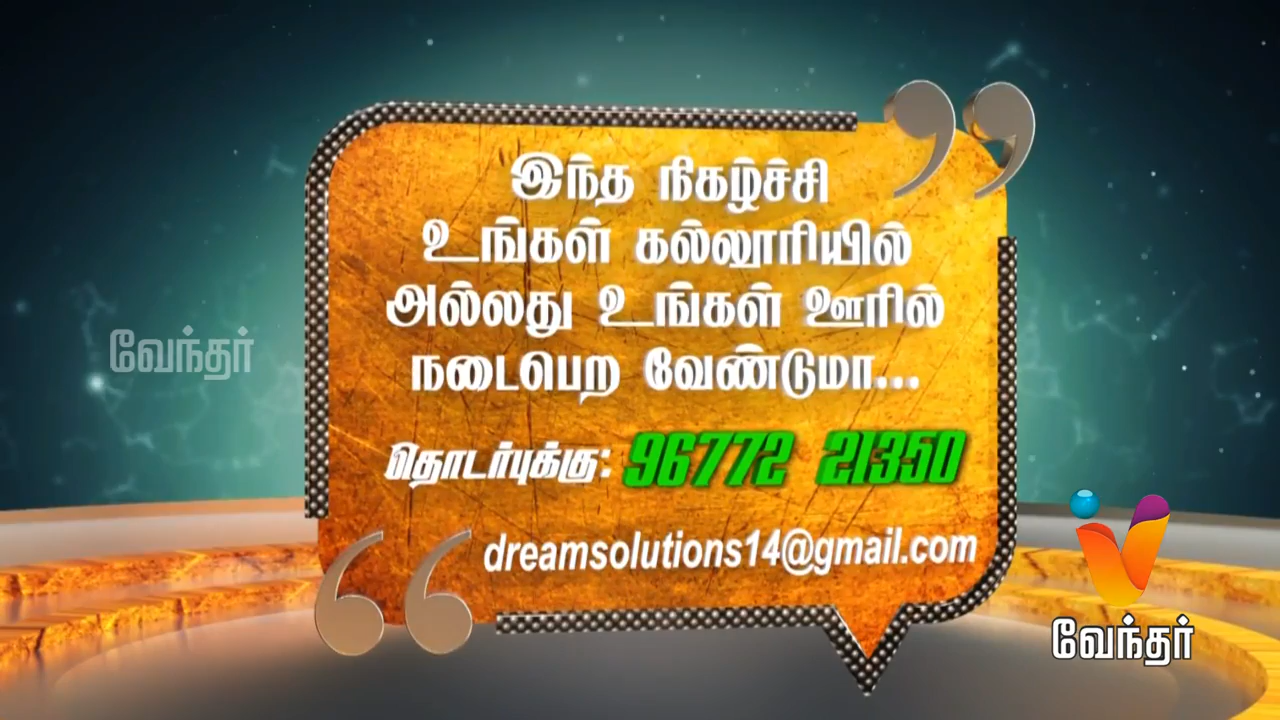 இந்த நிகழ்ச்சி
உங்கள் கல்லூரியில்
அல்லது உங்கள் ஊரில்
நடைபெற வேண்டுமா...
தொடர்புக்கு: 96772 21350
dreamsolutions14@gmail.com
வேந்தர்
வேந்தர்